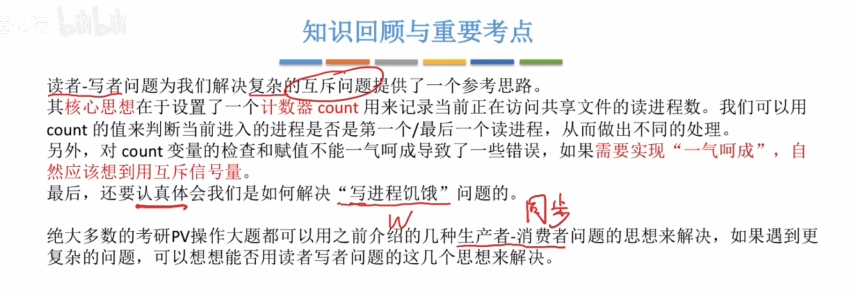 bilibili
知识回顾与重要考点
读者-写者问题为我们解决复杂的互斥问题提供了一个参考思路。
其核心思想在于设置了一个计数器 count 用来记录当前正在访问共享文件的读进程数。我们可以用
count 的值来判断当前进入的进程是否是第一个/最后一个读进程，从而做出不同的处理。
另外，对 count 变量的检查和赋值不能一气呵成导致了一些错误，如果需要实现“一气呵成”，自
然应该想到用互斥信号量。
最后，还要认真体会我们是如何解决“写进程饥饿”问题的。
W
同步
绝大多数的考研PV操作大题都可以用之前介绍的几种生产者-消费者问题的思想来解决，如果遇到更
复杂的问题，可以想想能否用读者写者问题的这几个思想来解决。